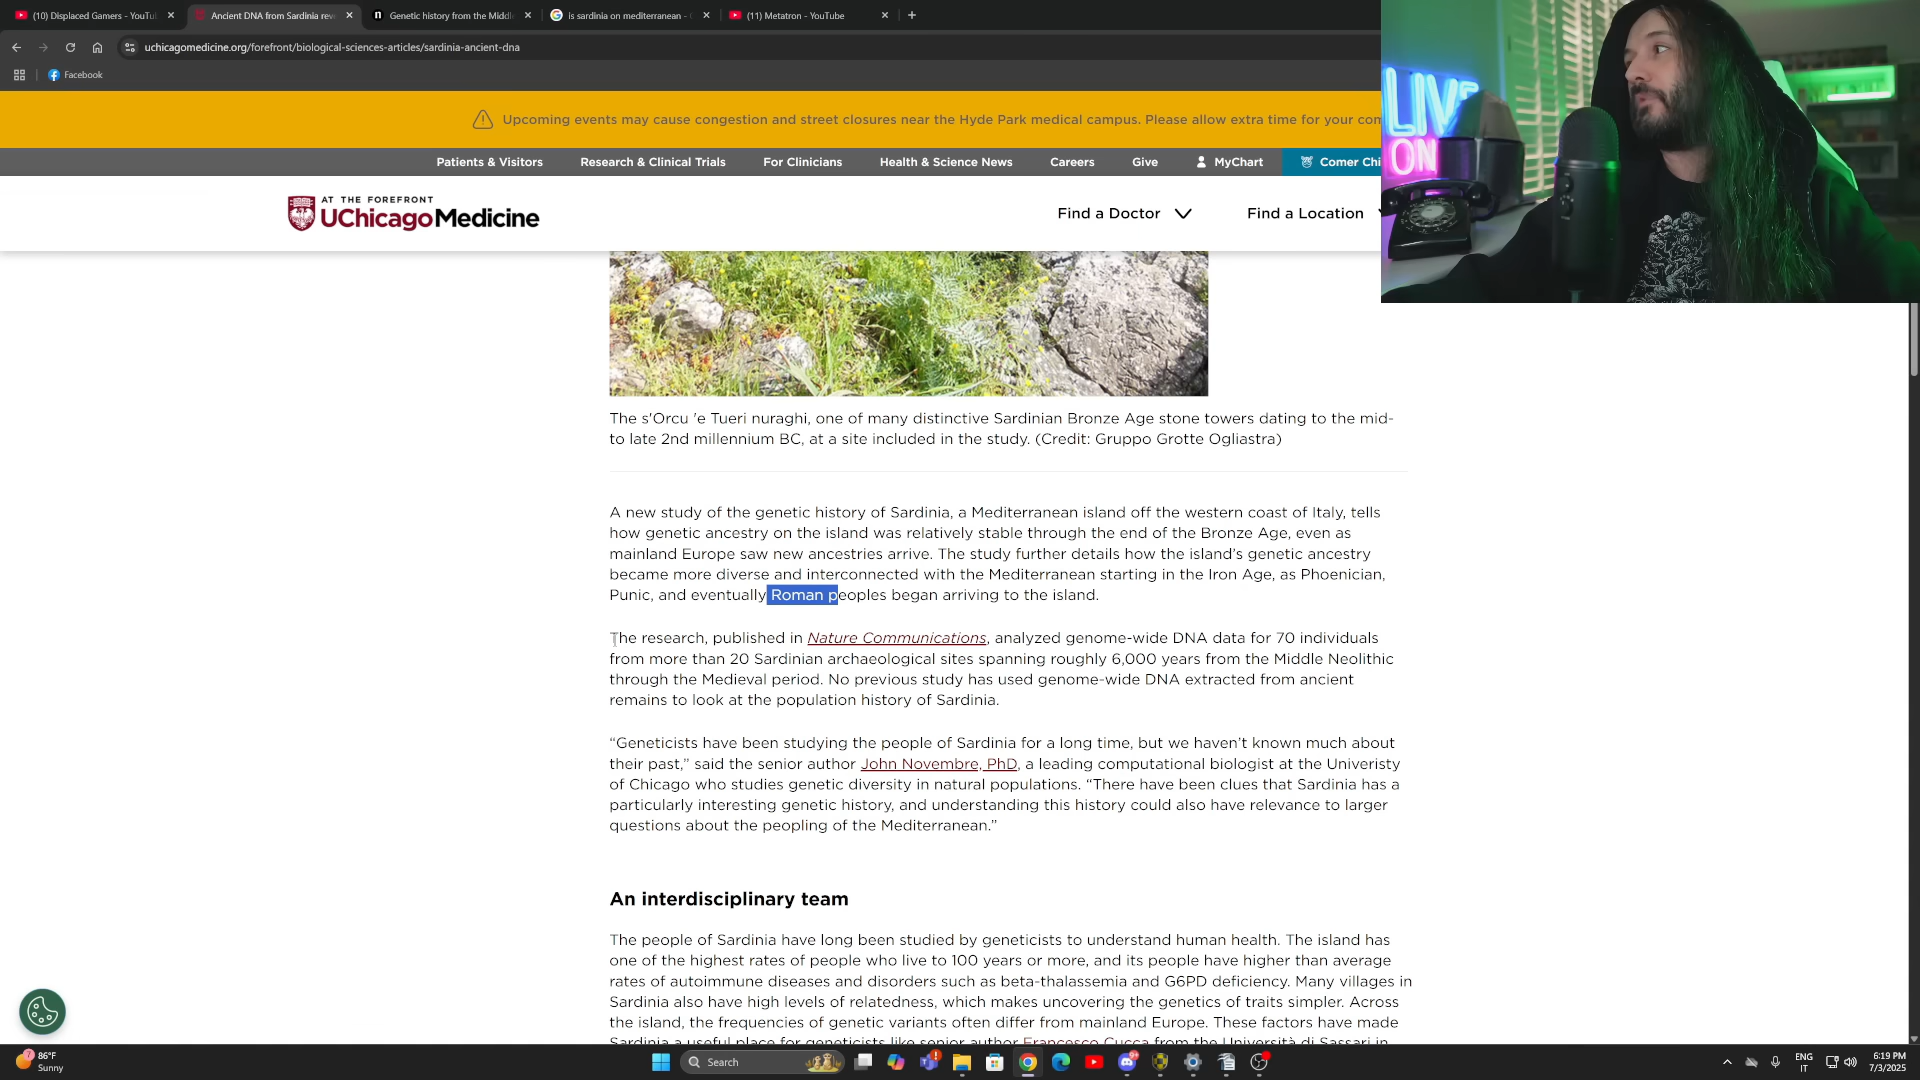 (10) Displaced Gamers - YouTu
Ancient DNA from Sardinia rev
Genetic history from the Middl
is sardinia on mediterranean -
(11) Metatron - YouTube
uchicagomedicine.org/forefront/biological-sciences-articles/sardinia-ancient-dna
Facebook
Upcoming events may cause congestion and street closures near the Hyde Park medical campus. Please allow extra time for your com
Patients & Visitors
Research & Clinical Trials
For Clinicians
Health & Science News
Careers
Give
MyChart
Comer Chi
AT THE FOREFRONT
UChicagoMedicine
Find a Doctor
Find a Location
LIVE
ON
The s'Orcu 'e Tueri nuraghi, one of many distinctive Sardinian Bronze Age stone towers dating to the mid-
to late 2nd millennium BC, at a site included in the study. (Credit: Gruppo Grotte Ogliastra)
A new study of the genetic history of Sardinia, a Mediterranean island off the western coast of Italy, tells
how genetic ancestry on the island was relatively stable through the end of the Bronze Age, even as
mainland Europe saw new ancestries arrive. The study further details how the island's genetic ancestry
became more diverse and interconnected with the Mediterranean starting in the Iron Age, as Phoenician,
Punic, and eventually Roman peoples began arriving to the island.
The research, published in Nature Communications, analyzed genome-wide DNA data for 70 individuals
from more than 20 Sardinian archaeological sites spanning roughly 6,000 years from the Middle Neolithic
through the Medieval period. No previous study has used genome-wide DNA extracted from ancient
remains to look at the population history of Sardinia.
“Geneticists have been studying the people of Sardinia for a long time, but we haven't known much about
their past,” said the senior author John Novembre, PhD, a leading computational biologist at the Univeristy
of Chicago who studies genetic diversity in natural populations. “There have been clues that Sardinia has a
particularly interesting genetic history, and understanding this history could also have relevance to larger
questions about the peopling of the Mediterranean.”
An interdisciplinary team
The people of Sardinia have long been studied by geneticists to understand human health. The island has
one of the highest rates of people who live to 100 years or more, and its people have higher than average
rates of autoimmune diseases and disorders such as beta-thalassemia and G6PD deficiency. Many villages in
Sardinia also have high levels of relatedness, which makes uncovering the genetics of traits simpler. Across
the island, the frequencies of genetic variants often differ from mainland Europe. These factors have made
Sardinia a useful place for geneticists like senior author Francesco Cucca from the Università di Sassari in
86°F
Sunny
Search
ENG
IT
6:19 PM
7/3/2025